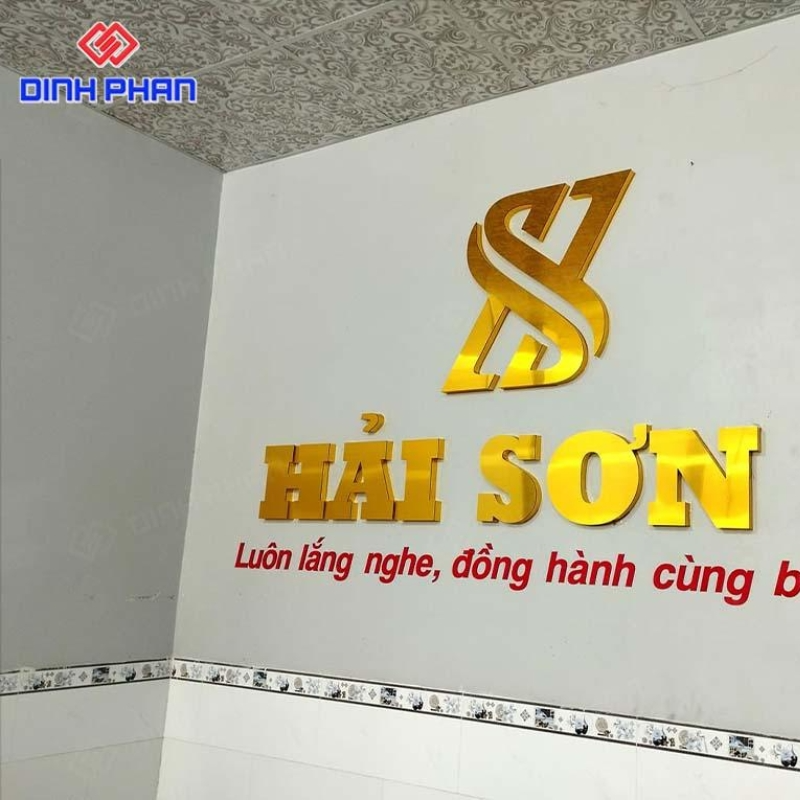 DINH PHAN
HẢI SƠN
Luôn lắng nghe, đồng hành cùng b